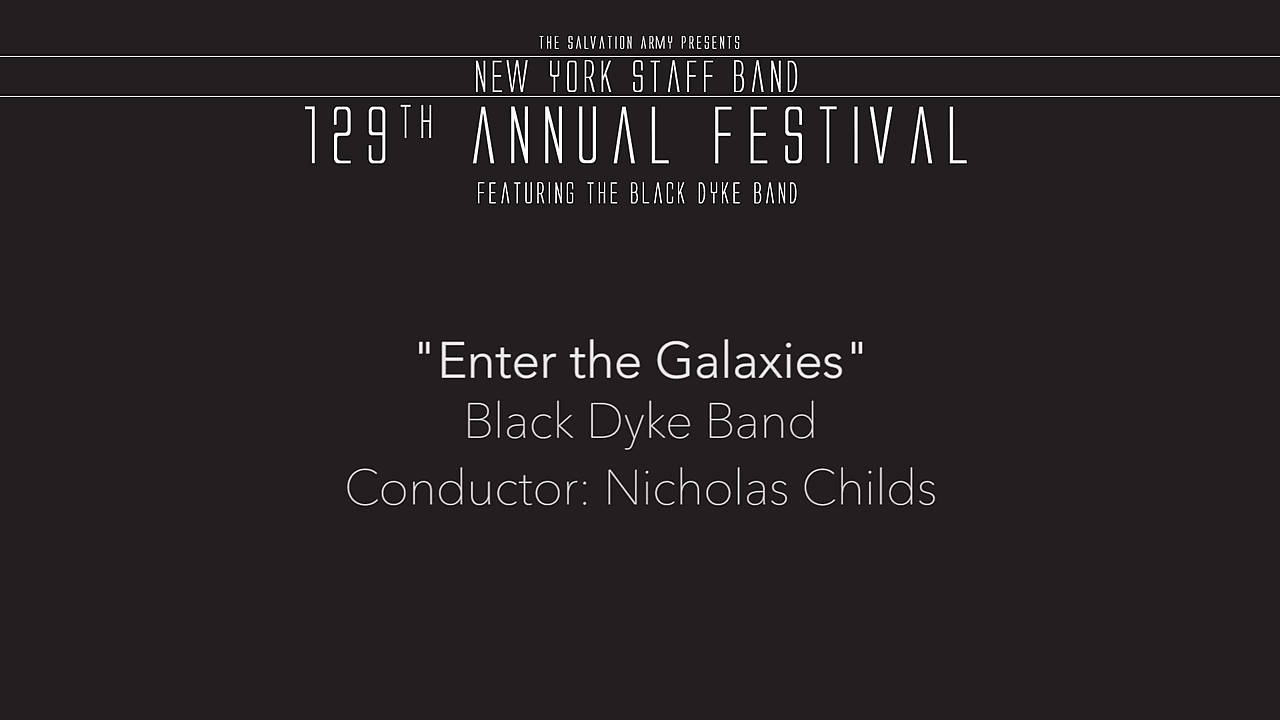 THE SALVATION ARMY PRESENTS
NEW YORK STAFF BAND
129TH ANNUAL FESTIVAL
FEATURING THE BLACK DYKE BAND
"Enter the Galaxies"
Black Dyke Band
Conductor: Nicholas Childs